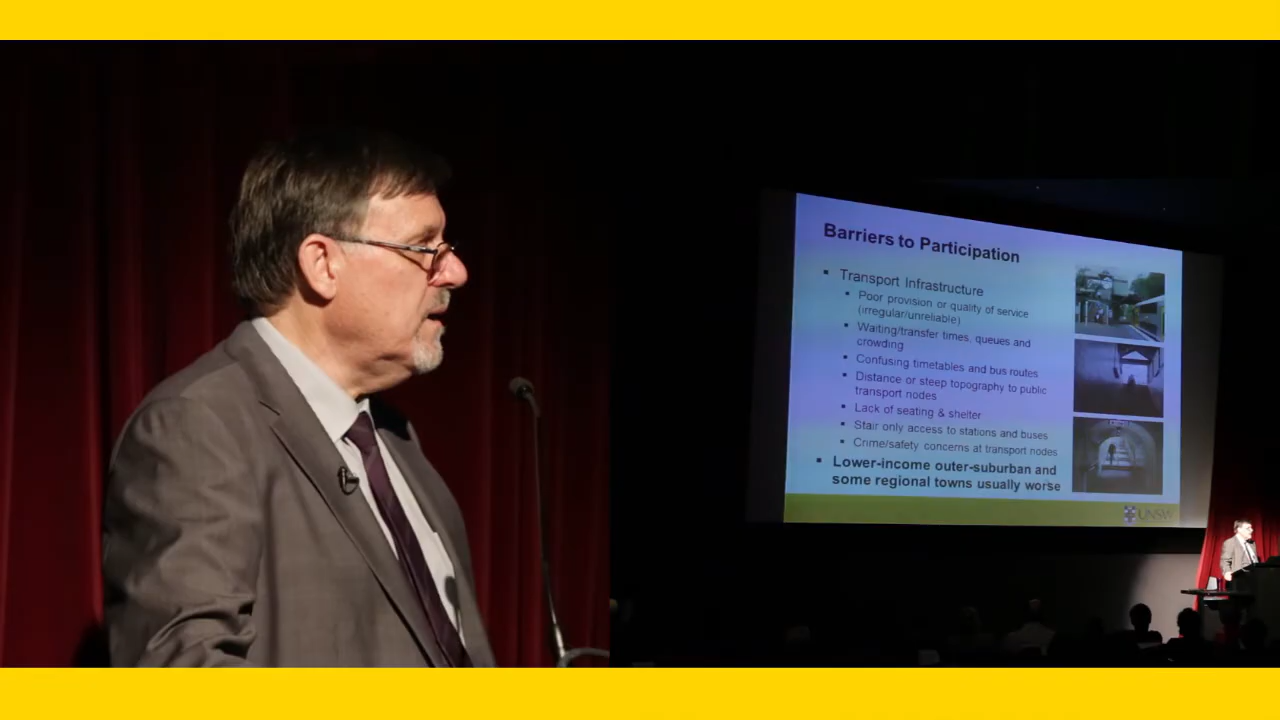 Barriers to Participation
▪ Transport Infrastructure
▪ Poor provision or quality of service
(irregular/unreliable)
▪ Waiting/transfer times, queues and
crowding
▪ Confusing timetables and bus routes
▪ Distance or steep topography to public
transport nodes
▪ Lack of seating & shelter
▪ Stair only access to stations and buses
▪ Crime/safety concerns at transport nodes
▪ Lower-income outer-suburban and
some regional towns usually worse
UNSW